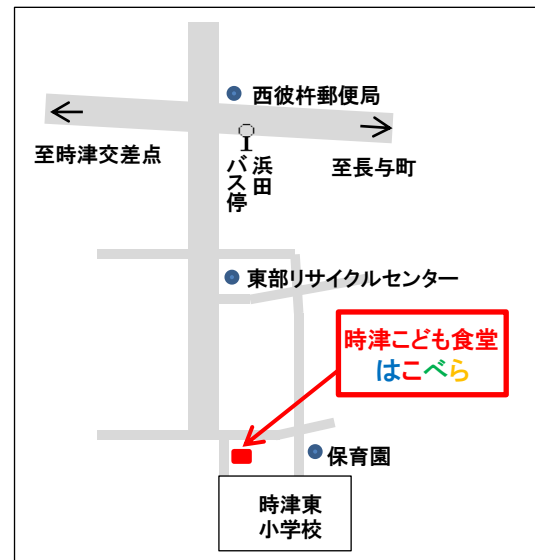 西彼杵郵便局
至時津交差点
浜田
バス停
至長与町
東部リサイクルセンター
時津こども食堂
はこべら
保育園
時津東
小学校